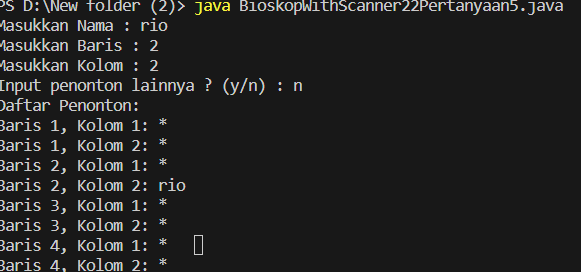 PS D:\New folder (2)> java BioskopWithScanner22Pertanyaan5.java
Masukkan Nama : rio
Masukkan Baris : 2
Masukkan Kolom : 2
Input penonton lainnya ? (y/n) : n
Daftar Penonton:
Baris 1, Kolom 1: *
Baris 1, Kolom 2: *
Baris 2, Kolom 1: *
Baris 2, Kolom 2: rio
Baris 3, Kolom 1: *
Baris 3, Kolom 2: *
Baris 4, Kolom 1: *
Baris 4, Kolom 2: *